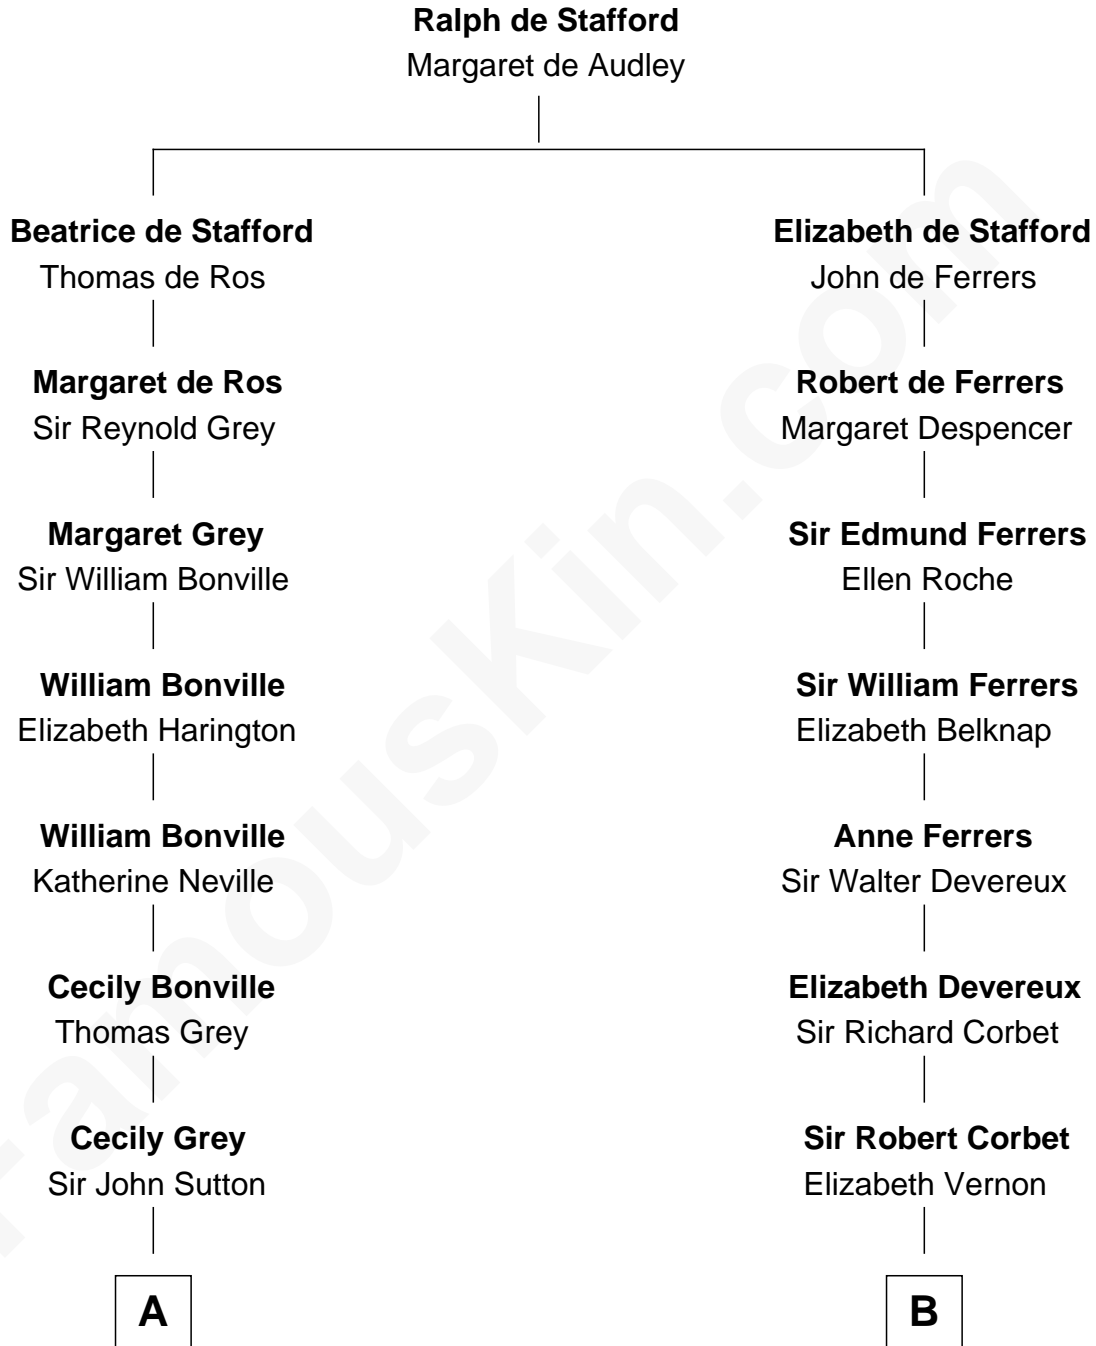 Ralph de Stafford
Margaret de Audley
Beatrice de Stafford
Thomas de Ros
Elizabeth de Stafford
John de Ferrers
Margaret de Ros
Sir Reynold Grey
Robert de Ferrers
Margaret Despencer
Margaret Grey
Sir William Bonville
Sir Edmund Ferrers
Ellen Roche
William Bonville
Elizabeth Harington
Sir William Ferrers
Elizabeth Belknap
William Bonville
Katherine Neville
Anne Ferrers
Sir Walter Devereux
Cecily Bonville
Thomas Grey
Elizabeth Devereux
Sir Richard Corbet
Cecily Grey
Sir John Sutton
Sir Robert Corbet
Elizabeth Vernon
A
B
FamousKin.com